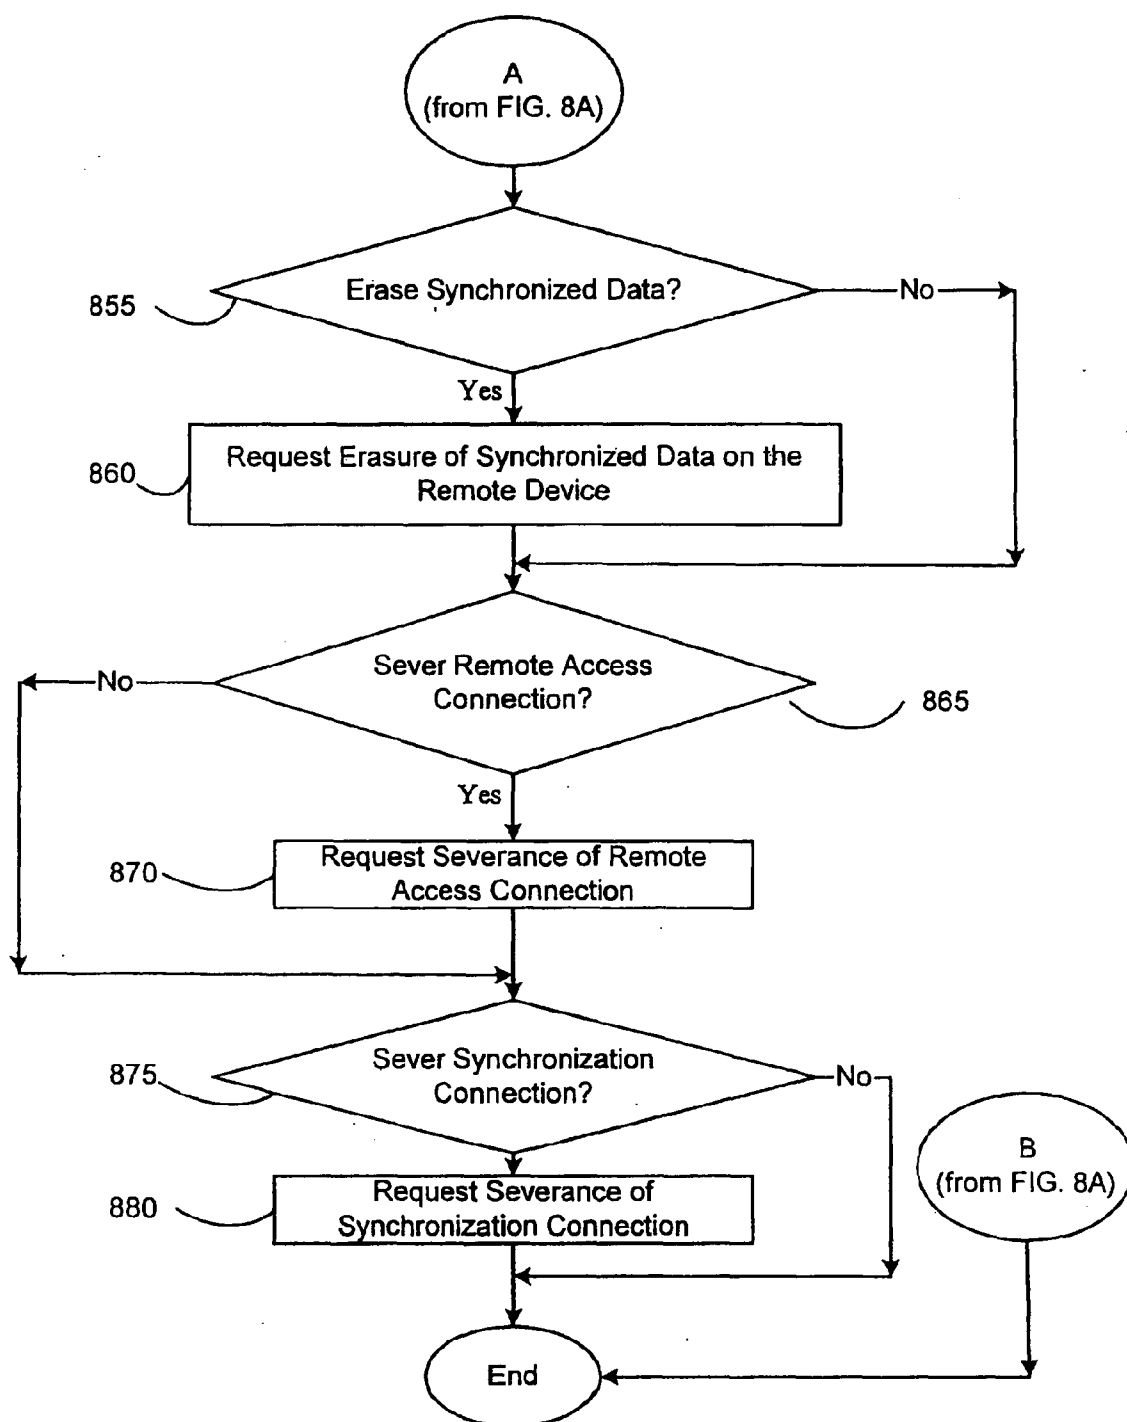 A
(from FIG. 8A)
Erase Synchronized Data?
No
855
Yes
Request Erasure of Synchronized Data on the
Remote Device
860
Sever Remote Access
Connection?
No
865
Yes
Request Severance of Remote
Access Connection
870
Sever Synchronization
Connection?
875
No
B
(from FIG. 8A)
Request Severance of
Synchronization Connection
880
End